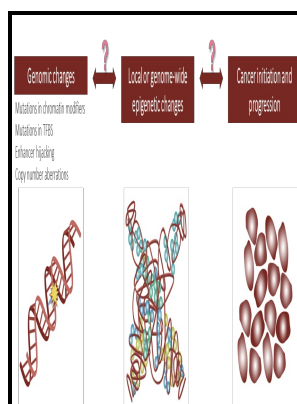 ?
?
Genomic changes
Local or genome-wide
epigenetic changes
Cancer initiation and
progression
Mutations in chromatin modifiers
Mutations in TFBS
Enhancer hijacking
Copy number aberrations